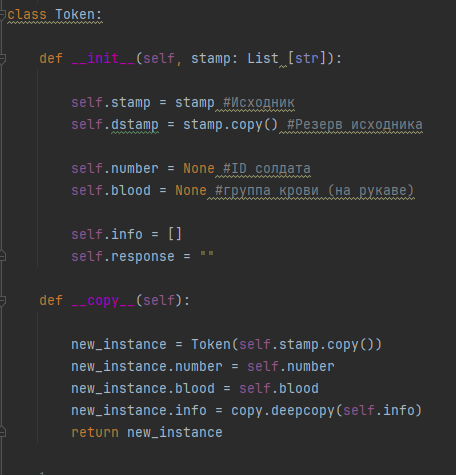 class Token:
def __init__(self, stamp: List [str]):
self.stamp = stamp #Исходник
self.dstamp = stamp.copy() #Резерв исходника
self.number = None #ID солдата
self.blood = None #группа крови (на рукаве)
self.info = []
self.response = ""
def __copy__(self):
new_instance = Token(self.stamp.copy())
new_instance.number = self.number
new_instance.blood = self.blood
new_instance.info = copy.deepcopy(self.info)
return new_instance